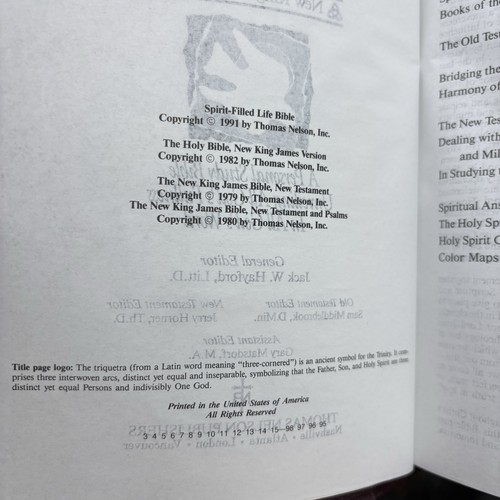 Spirit-Filled Life Bible
Copyright © 1991 by Thomas Nelson, Inc.
The Holy Bible, New King James Version
Copyright © 1982 by Thomas Nelson, Inc.
The New King James Bible, New Testament
Copyright © 1979 by Thomas Nelson, Inc.
The New King James Bible, New Testament and Psalms
Copyright © 1980 by Thomas Nelson, Inc.
General Editor
Jack W. Hayford, Litt.D.
Old Testament Editor
Sam Middlebrook, D.Min.
New Testament Editor
Jerry Horner, Th.D.
Assistant Editor
Gary Matsdorf, M.A.
Title page logo: The triquetra (from a Latin word meaning "three-cornered") is an ancient symbol for the Trinity. It com-
prises three interwoven arcs, distinct yet equal and inseparable, symbolizing that the Father, Son, and Holy Spirit are three
distinct yet equal Persons and indivisibly One God.
Printed in the United States of America
All Rights Reserved
THOMAS NELSON PUBLISHERS
3 4 5 6 7 8 9 10 11 12 13 14 15—98 97 96 95
Nashville • Atlanta • London • Vancouver
Books of th
The Old Test
Bridging the
Harmony of
The New Tes
Dealing with
and Mil
In Studying
Spiritual Ans
The Holy Sp
Holy Spirit
Color Maps